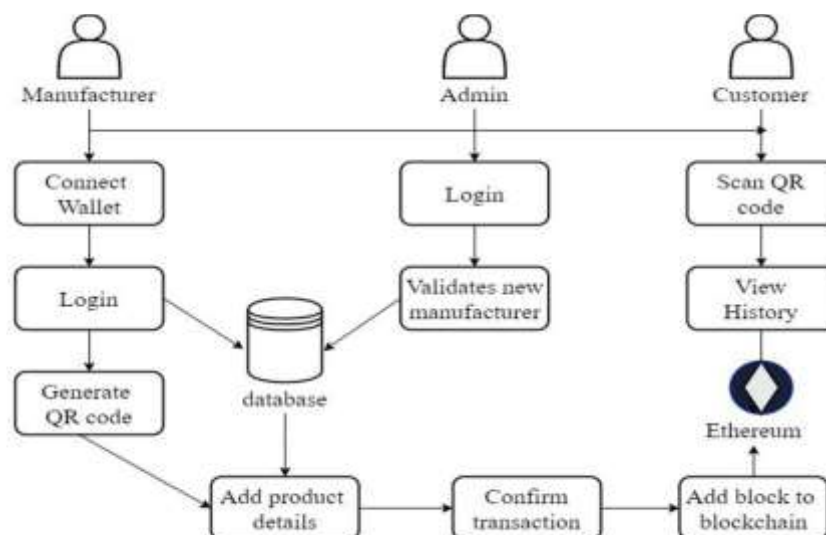 Manufacturer
Admin
Customer
Connect
Wallet
Login
Scan QR
code
Login
Validates new
manufacturer
View
History
Generate
QR code
database
Ethereum
Add product
details
Confirm
transaction
Add block to
blockchain